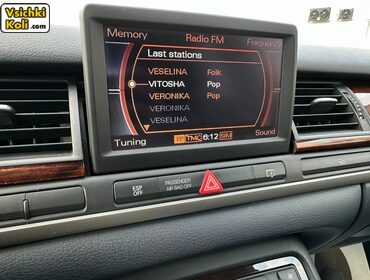 Vsichki
Koli.com
Memory
Radio FM
Frequency
Last stations
VESELINA Folk
VITOSHA Pop
VERONIKA Pop
VERONIKA
VESELINA
TP TMC 6:12 SIM
Tuning
Sound
ESP OFF
PASSENGER AIR BAG OFF